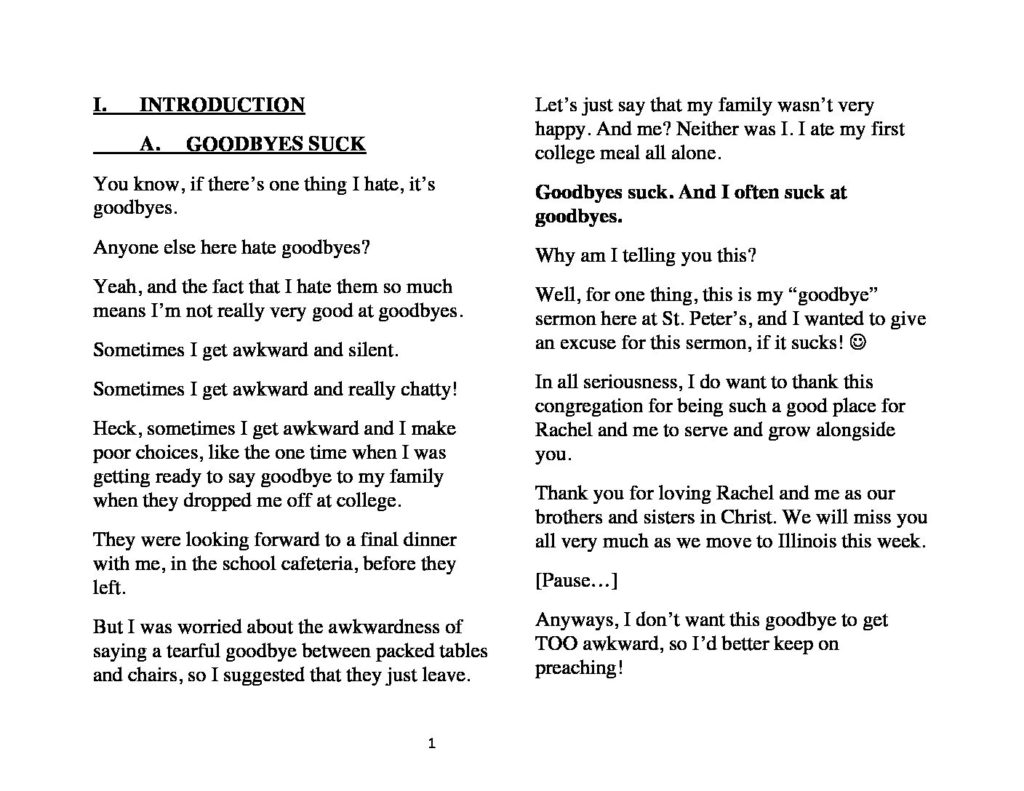 I. INTRODUCTION
A. GOODBYES SUCK
You know, if there’s one thing I hate, it’s
goodbyes.
Anyone else here hate goodbyes?
Yeah, and the fact that I hate them so much
means I’m not really very good at goodbyes.
Sometimes I get awkward and silent.
Sometimes I get awkward and really chatty!
Heck, sometimes I get awkward and I make
poor choices, like the one time when I was
getting ready to say goodbye to my family
when they dropped me off at college.
They were looking forward to a final dinner
with me, in the school cafeteria, before they
left.
But I was worried about the awkwardness of
saying a tearful goodbye between packed tables
and chairs, so I suggested that they just leave.
Let’s just say that my family wasn’t very
happy. And me? Neither was I. I ate my first
college meal all alone.
Goodbyes suck. And I often suck at
goodbyes.
Why am I telling you this?
Well, for one thing, this is my “goodbye”
sermon here at St. Peter’s, and I wanted to give
an excuse for this sermon, if it sucks! ☺
In all seriousness, I do want to thank this
congregation for being such a good place for
Rachel and me to serve and grow alongside
you.
Thank you for loving Rachel and me as our
brothers and sisters in Christ. We will miss you
all very much as we move to Illinois this week.
[Pause…]
Anyways, I don’t want this goodbye to get
TOO awkward, so I’d better keep on
preaching!
1